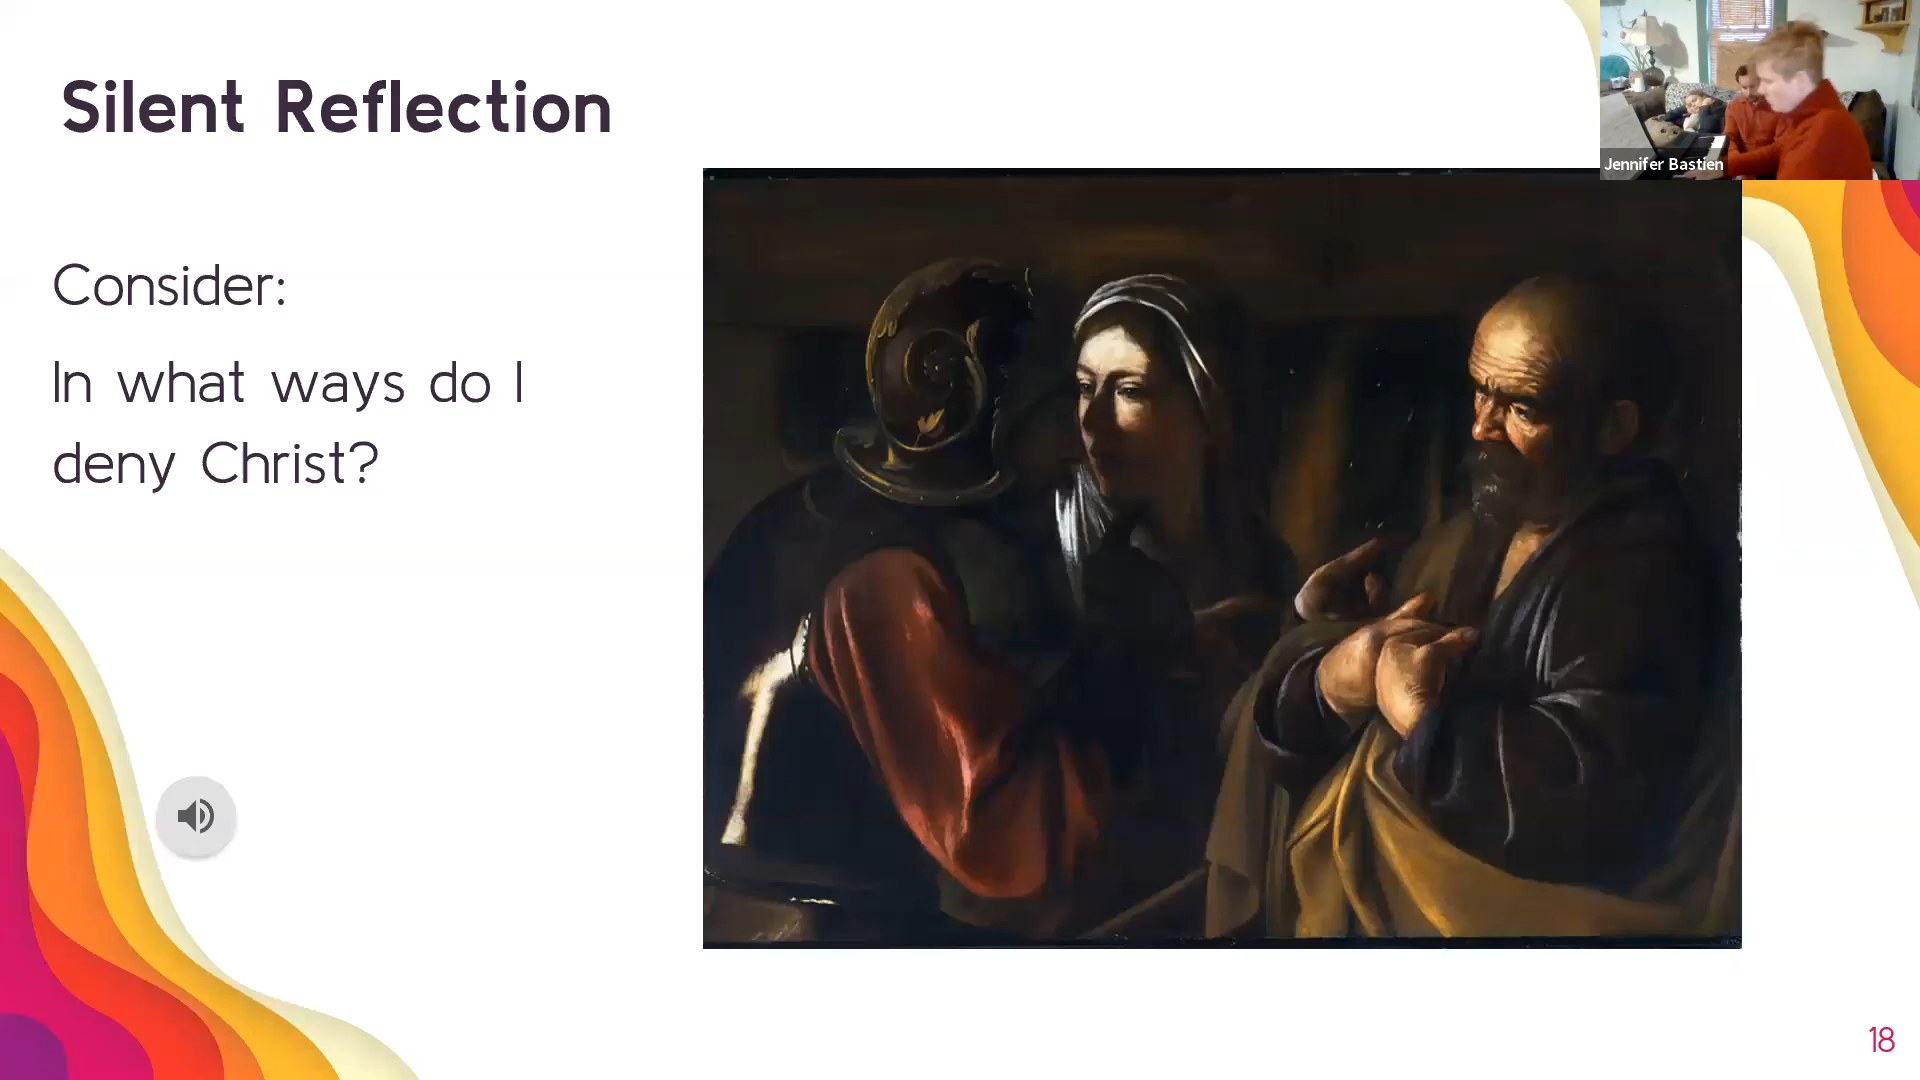 Silent Reflection
Jennifer Bastien
Consider:
In what ways do I
deny Christ?
18